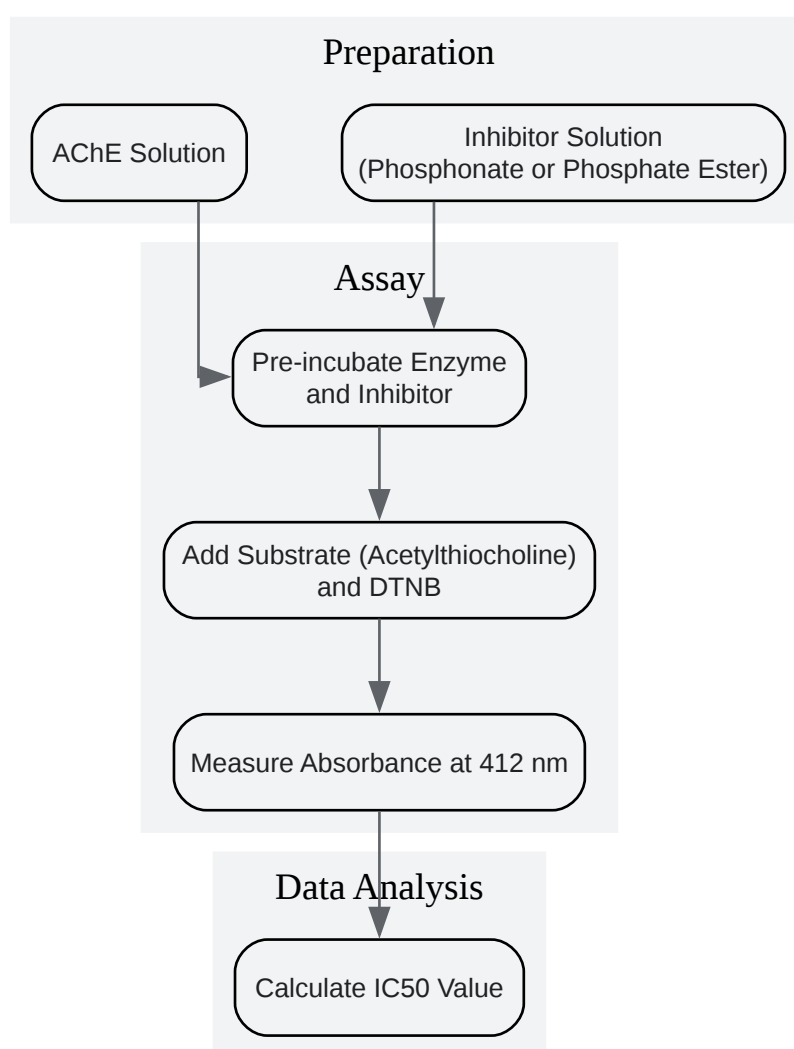 Preparation
AChE Solution
Inhibitor Solution
(Phosphonate or Phosphate Ester)
Assay
Pre-incubate Enzyme
and Inhibitor
Add Substrate (Acetylthiocholine)
and DTNB
Measure Absorbance at 412 nm
Data Analysis
Calculate IC50 Value